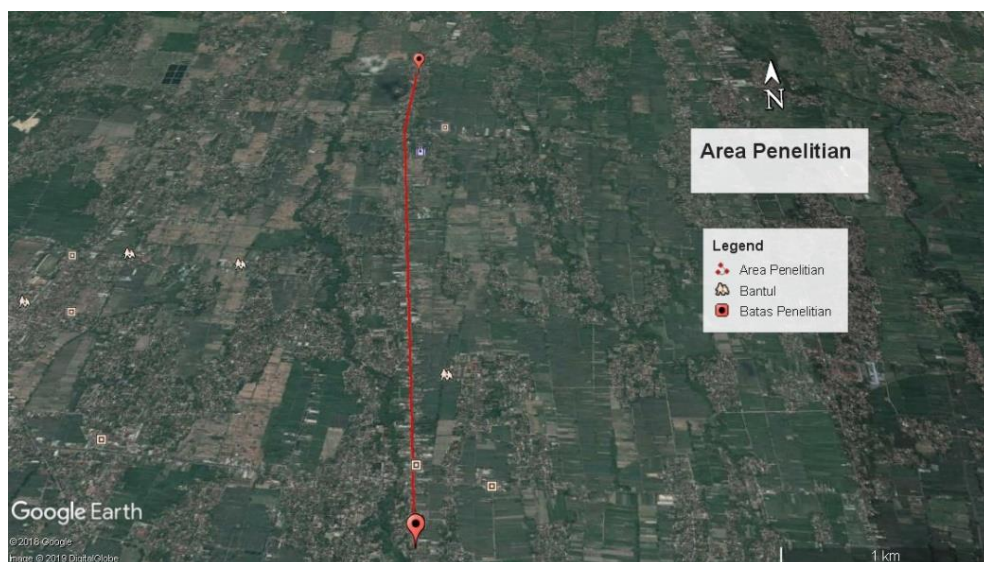 N
Area Penelitian
Legend
Area Penelitian
Bantul
Batas Penelitian
Google Earth
© 2018 Google
Image © 2019 DigitalGlobe
1 km